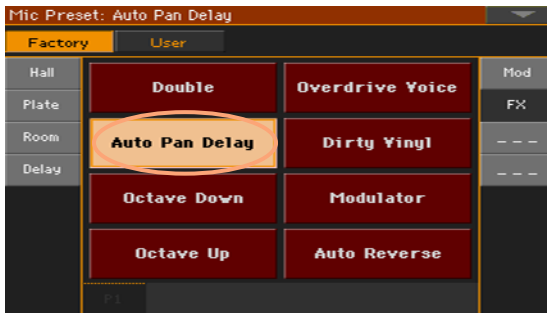 Mic Preset: Auto Pan Delay
Factory User
Hall
Plate
Room
Delay
Double Overdrive Voice
Auto Pan Delay Dirty Vinyl
Octave Down Modulator
Octave Up Auto Reverse
Mod
FX
---
---
P1